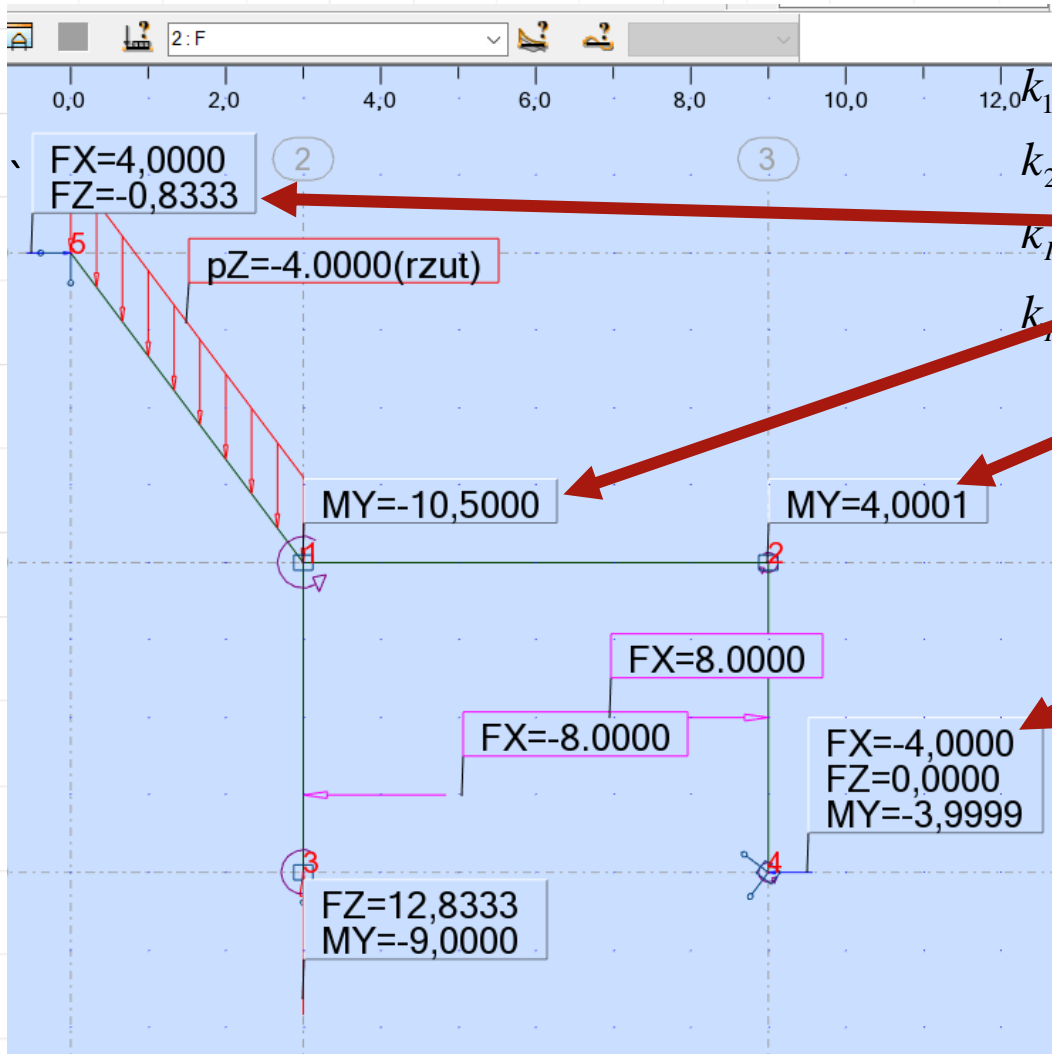 2 : F
0,0 2,0 4,0 6,0 8,0 10,0 12,0
k1
FX=4,0000
FZ=-0,8333
2
3
k2
5
pZ=-4.0000(rzut)
MY=-10,5000
MY=4,0001
1
2
FX=8.0000
FX=-8.0000
FX=-4,0000
FZ=0,0000
MY=-3,9999
3
4
FZ=12,8333
MY=-9,0000